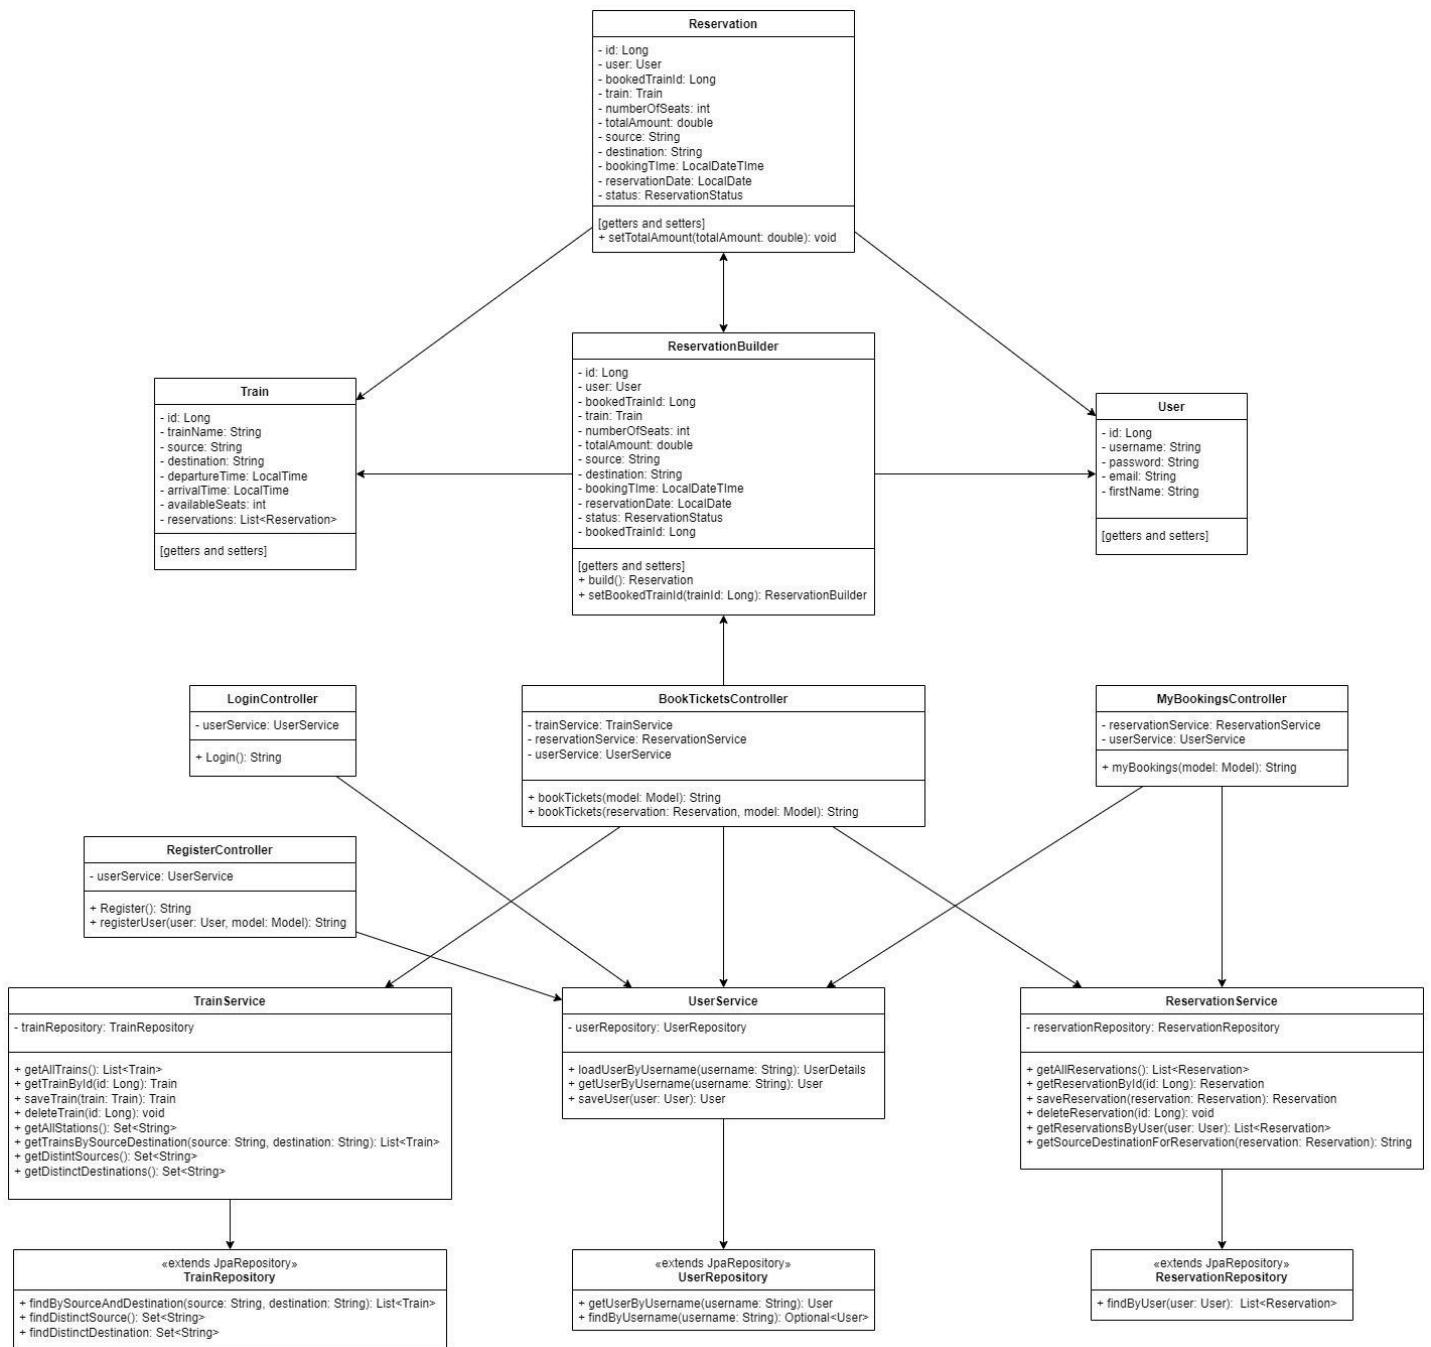 Reservation
- id: Long
- user: User
- bookedTrainId: Long
- train: Train
- numberOfSeats: int
- totalAmount: double
- source: String
- destination: String
- bookingTIme: LocalDateTIme
- reservationDate: LocalDate
- status: ReservationStatus
[getters and setters]
+ setTotalAmount(totalAmount: double): void
ReservationBuilder
- id: Long
- user: User
- bookedTrainId: Long
- train: Train
- numberOfSeats: int
- totalAmount: double
- source: String
- destination: String
- bookingTIme: LocalDateTIme
- reservationDate: LocalDate
- status: ReservationStatus
- bookedTrainId: Long
[getters and setters]
+ build(): Reservation
+ setBookedTrainId(trainId: Long): ReservationBuilder
Train
- id: Long
- trainName: String
- source: String
- destination: String
- departureTime: LocalTime
- arrivalTime: LocalTime
- availableSeats: int
- reservations: List<Reservation>
[getters and setters]
User
- id: Long
- username: String
- password: String
- email: String
- firstName: String
[getters and setters]
LoginController
- userService: UserService
+ Login(): String
BookTicketsController
- trainService: TrainService
- reservationService: ReservationService
- userService: UserService
+ bookTickets(model: Model): String
+ bookTickets(reservation: Reservation, model: Model): String
MyBookingsController
- reservationService: ReservationService
- userService: UserService
+ myBookings(model: Model): String
RegisterController
- userService: UserService
+ Register(): String
+ registerUser(user: User, model: Model): String
TrainService
- trainRepository: TrainRepository
+ getAllTrains(): List<Train>
+ getTrainById(id: Long): Train
+ saveTrain(train: Train): Train
+ deleteTrain(id: Long): void
+ getAllStations(): Set<String>
+ getTrainsBySourceDestination(source: String, destination: String): List<Train>
+ getDistintSources(): Set<String>
+ getDistinctDestinations(): Set<String>
UserService
- userRepository: UserRepository
+ loadUserByUsername(username: String): UserDetails
+ getUserByUsername(username: String): User
+ saveUser(user: User): User
ReservationService
- reservationRepository: ReservationRepository
+ getAllReservations(): List<Reservation>
+ getReservationById(id: Long): Reservation
+ saveReservation(reservation: Reservation): Reservation
+ deleteReservation(id: Long): void
+ getReservationsByUser(user: User): List<Reservation>
+ getSourceDestinationForReservation(reservation: Reservation): String
«extends JpaRepository»
TrainRepository
+ findBySourceAndDestination(source: String, destination: String): List<Train>
+ findDistinctSource(): Set<String>
+ findDistinctDestination: Set<String>
«extends JpaRepository»
UserRepository
+ getUserByUsername(username: String): User
+ findByUsername(username: String): Optional<User>
«extends JpaRepository»
ReservationRepository
+ findByUser(user: User): List<Reservation>